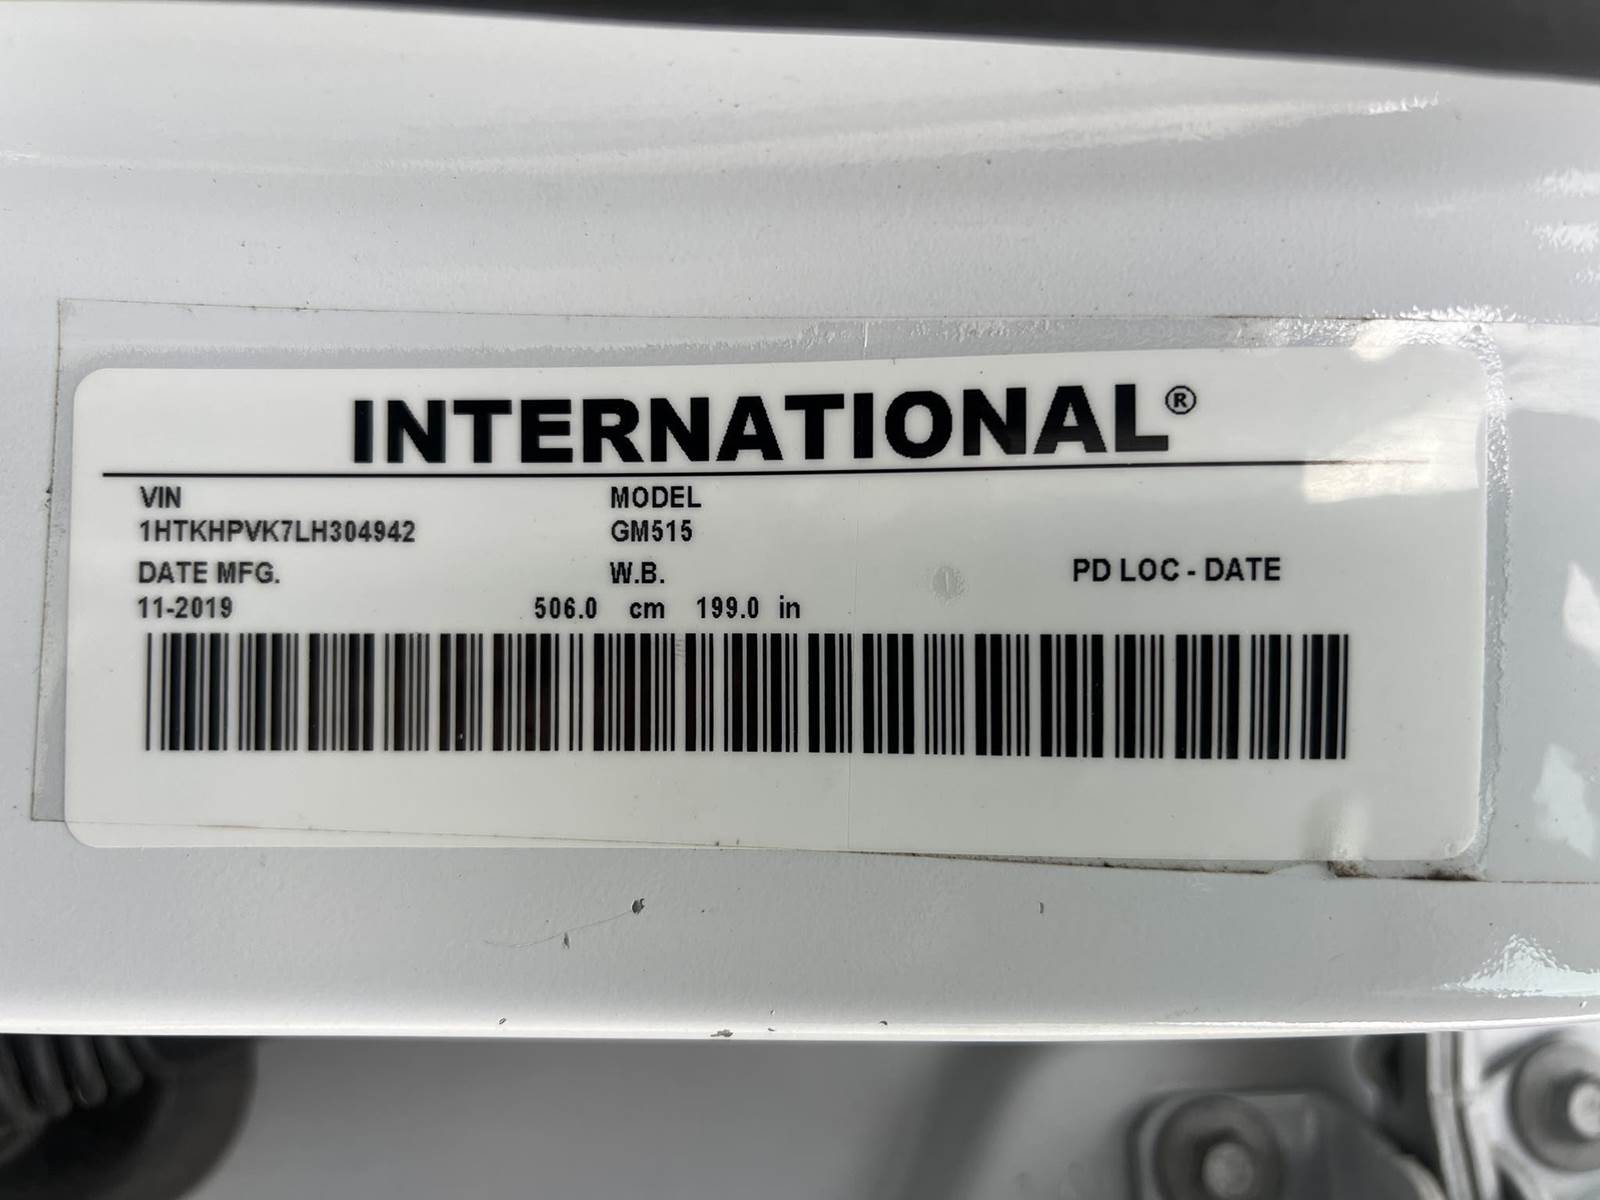 INTERNATIONAL®
VIN MODEL
1HTKHPVK7LH304942 GM515
DATE MFG. W.B. PD LOC - DATE
11-2019 506.0 cm 199.0 in